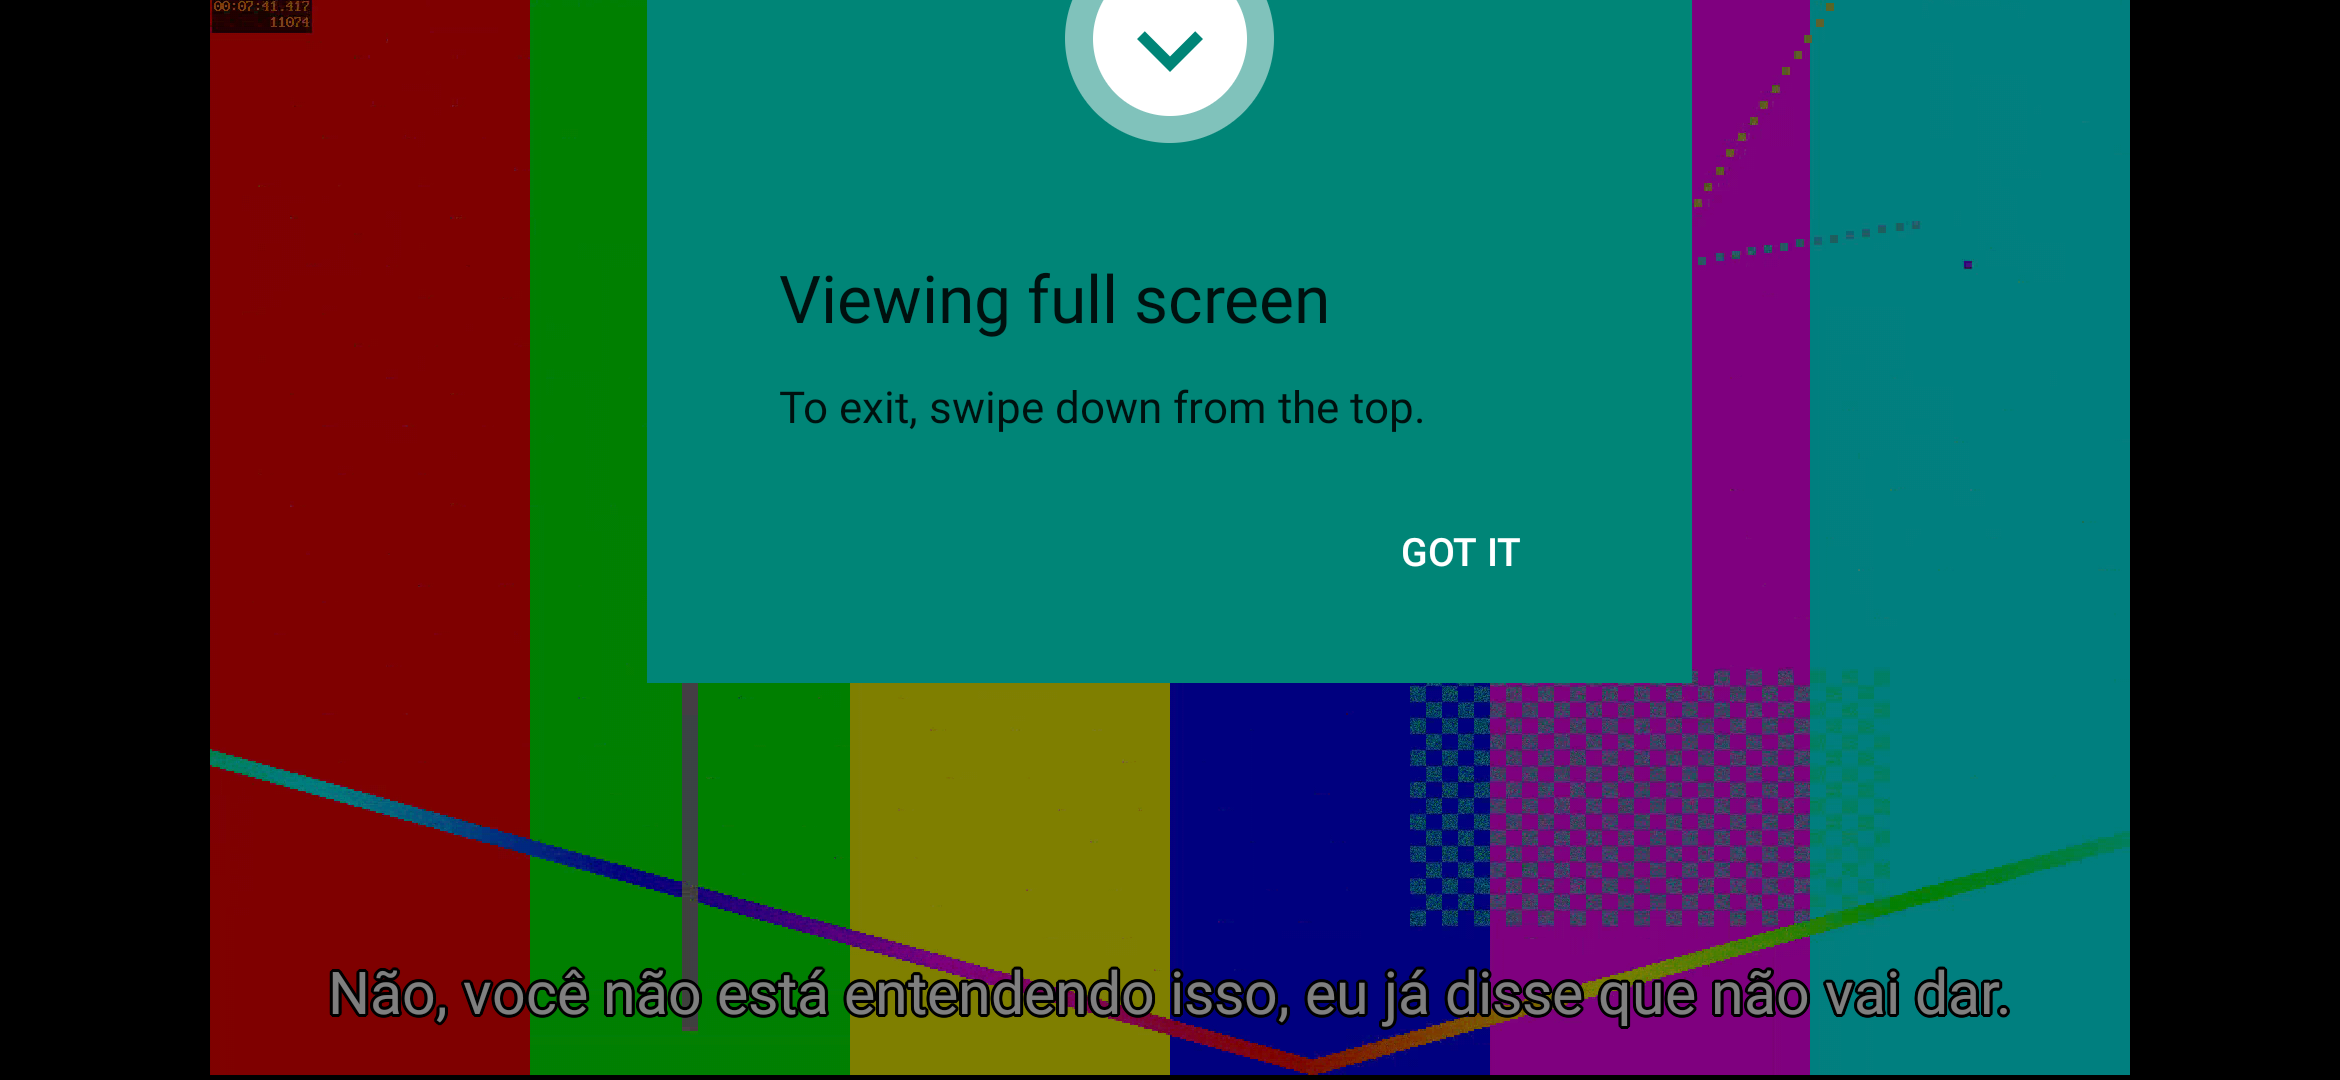 00:07:41.417
11074
Viewing full screen
To exit, swipe down from the top.
GOT IT
Não, você não está entendendo isso, eu já disse que não vai dar.